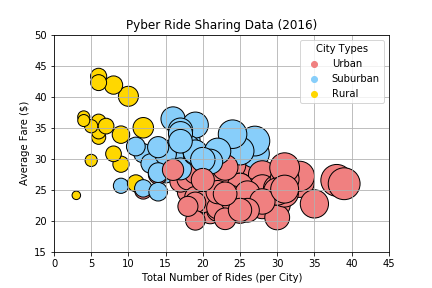 Pyber Ride Sharing Data (2016)
Average Fare ($)
50
45
40
35
30
25
20
15
City Types
Urban
Suburban
Rural
0 5 10 15 20 25 30 35 40 45
Total Number of Rides (per City)